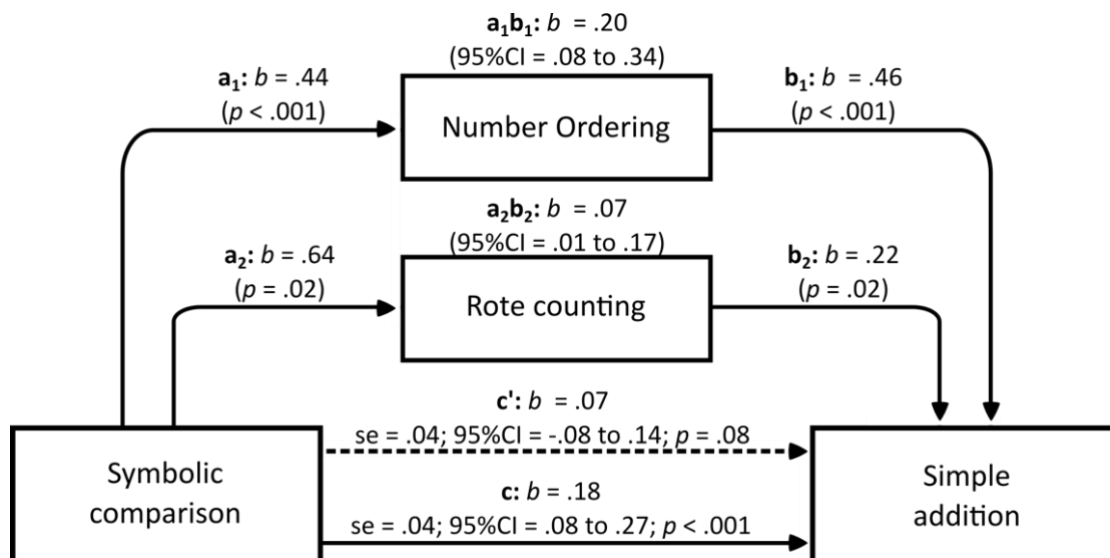 a1b1: b = .20
(95%CI = .08 to .34)
a1: b = .44
(p < .001)
b1: b = .46
(p < .001)
Number Ordering
a2b2: b = .07
(95%CI = .01 to .17)
a2: b = .64
(p = .02)
b2: b = .22
(p = .02)
Rote counting
c': b = .07
se = .04; 95%CI = -.08 to .14; p = .08
Symbolic
comparison
c: b = .18
se = .04; 95%CI = .08 to .27; p < .001
Simple
addition